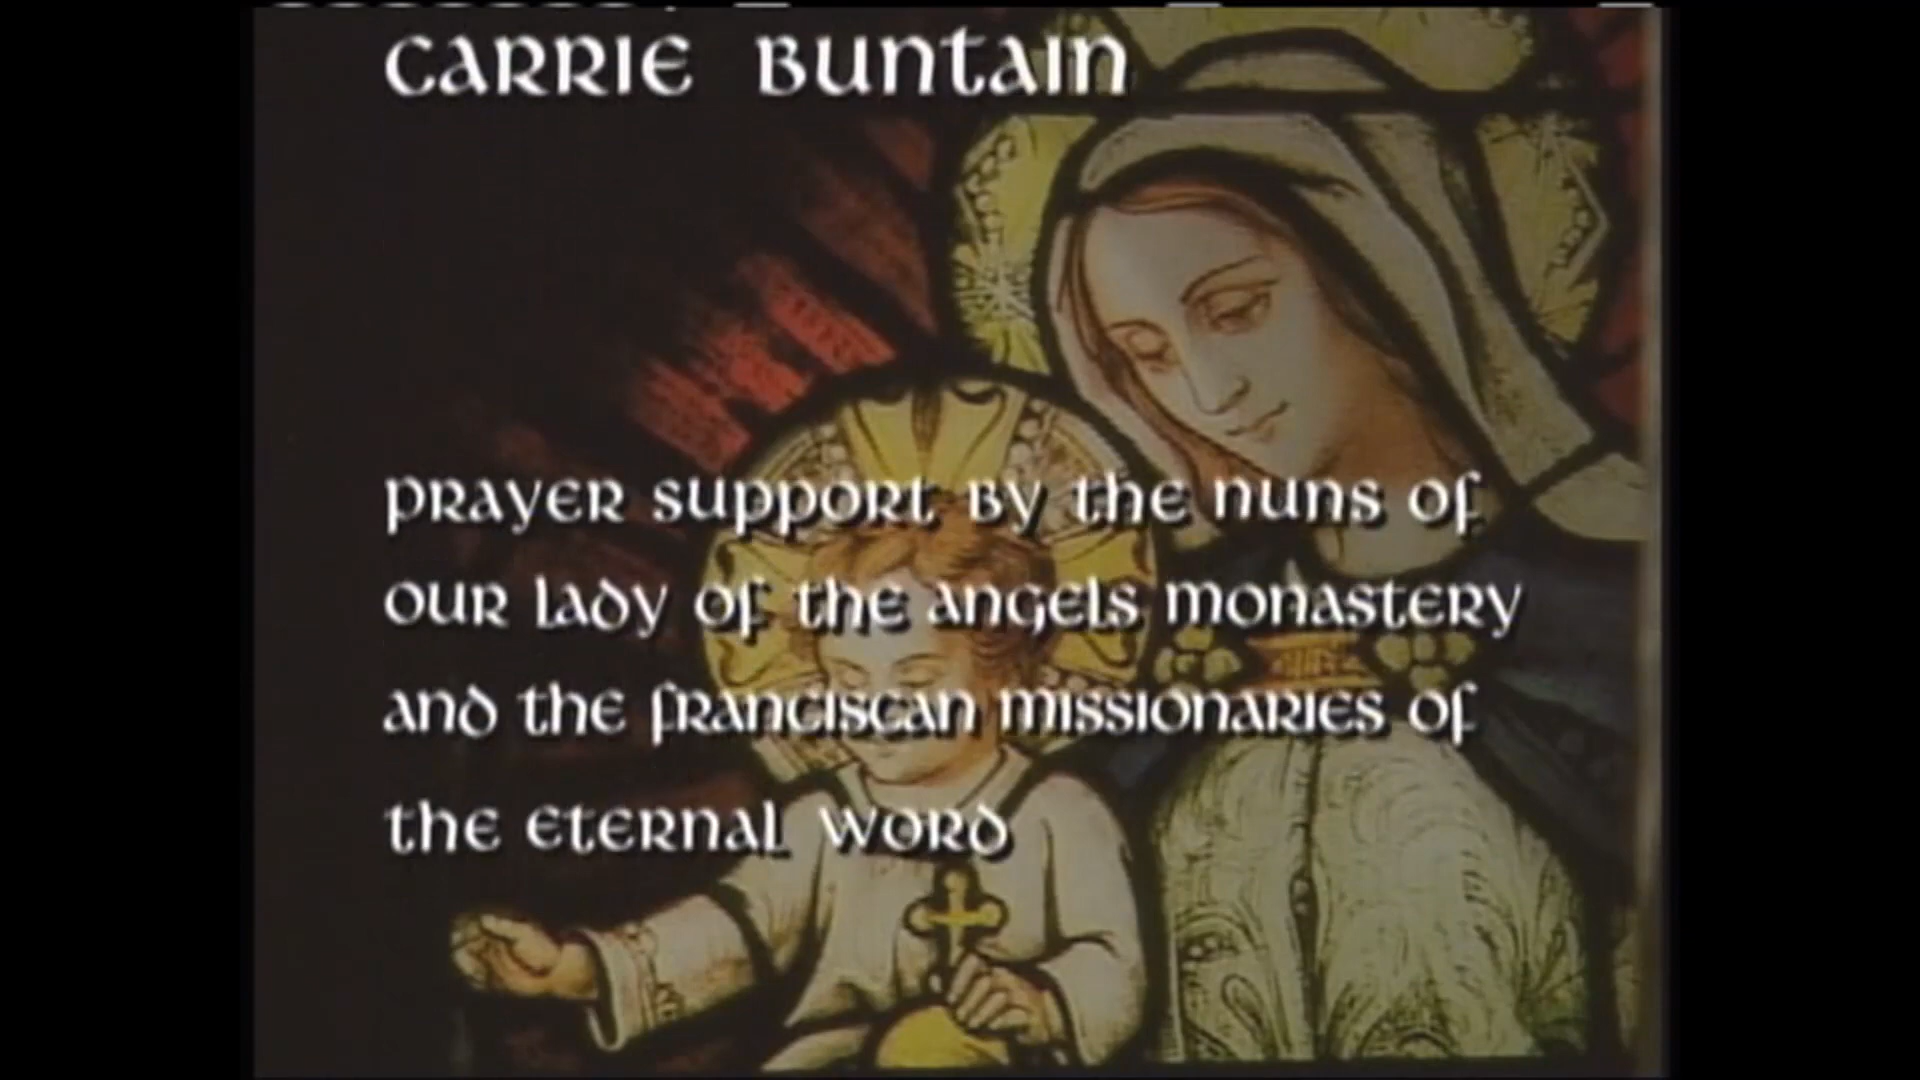 CARRIE BUNTAIN
PRAYER SUPPORT BY THE NUNS OF
OUR LADY OF THE ANGELS MONASTERY
AND THE FRANCISCAN MISSIONARIES OF
THE ETERNAL WORD